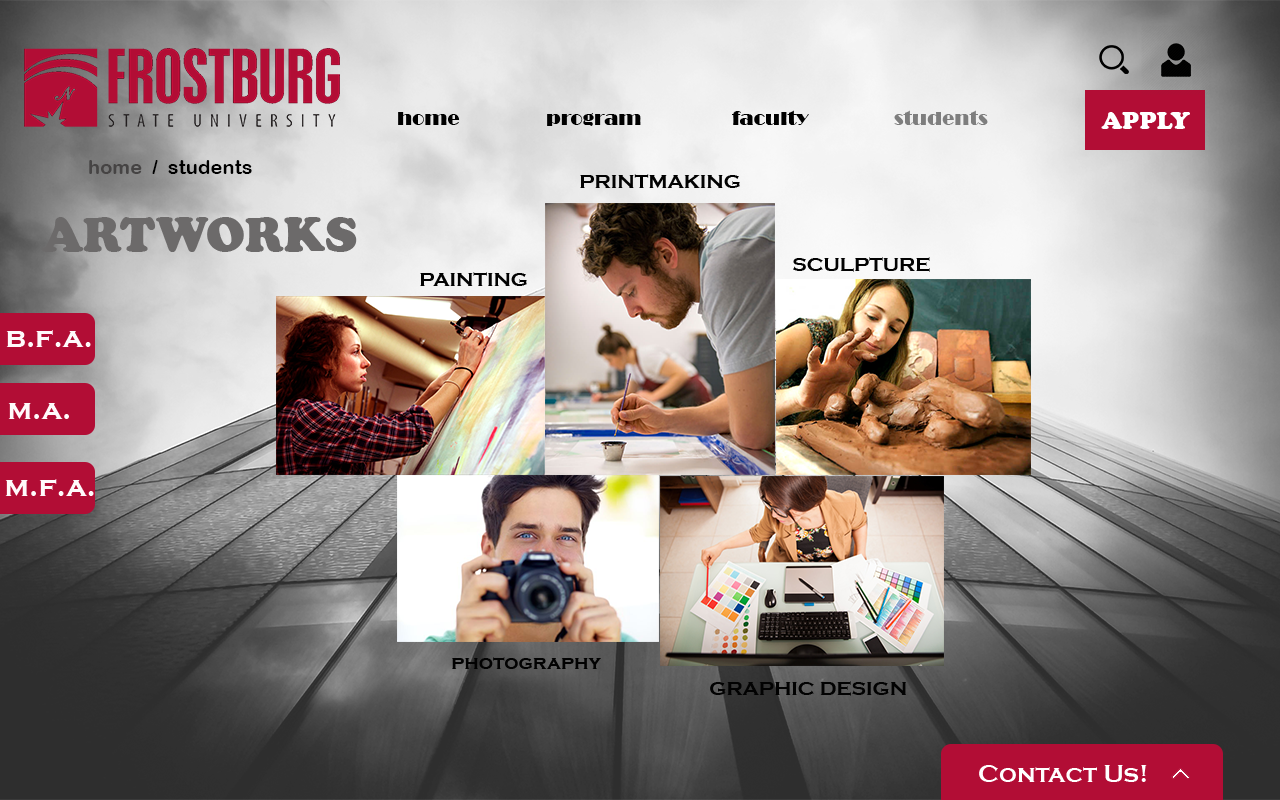 FROSTBURG
STATE UNIVERSITY
home program faculty students
APPLY
home / students
ARTWORKS
PRINTMAKING
PAINTING
SCULPTURE
B.F.A.
M.A.
M.F.A.
PHOTOGRAPHY
GRAPHIC DESIGN
Contact Us!